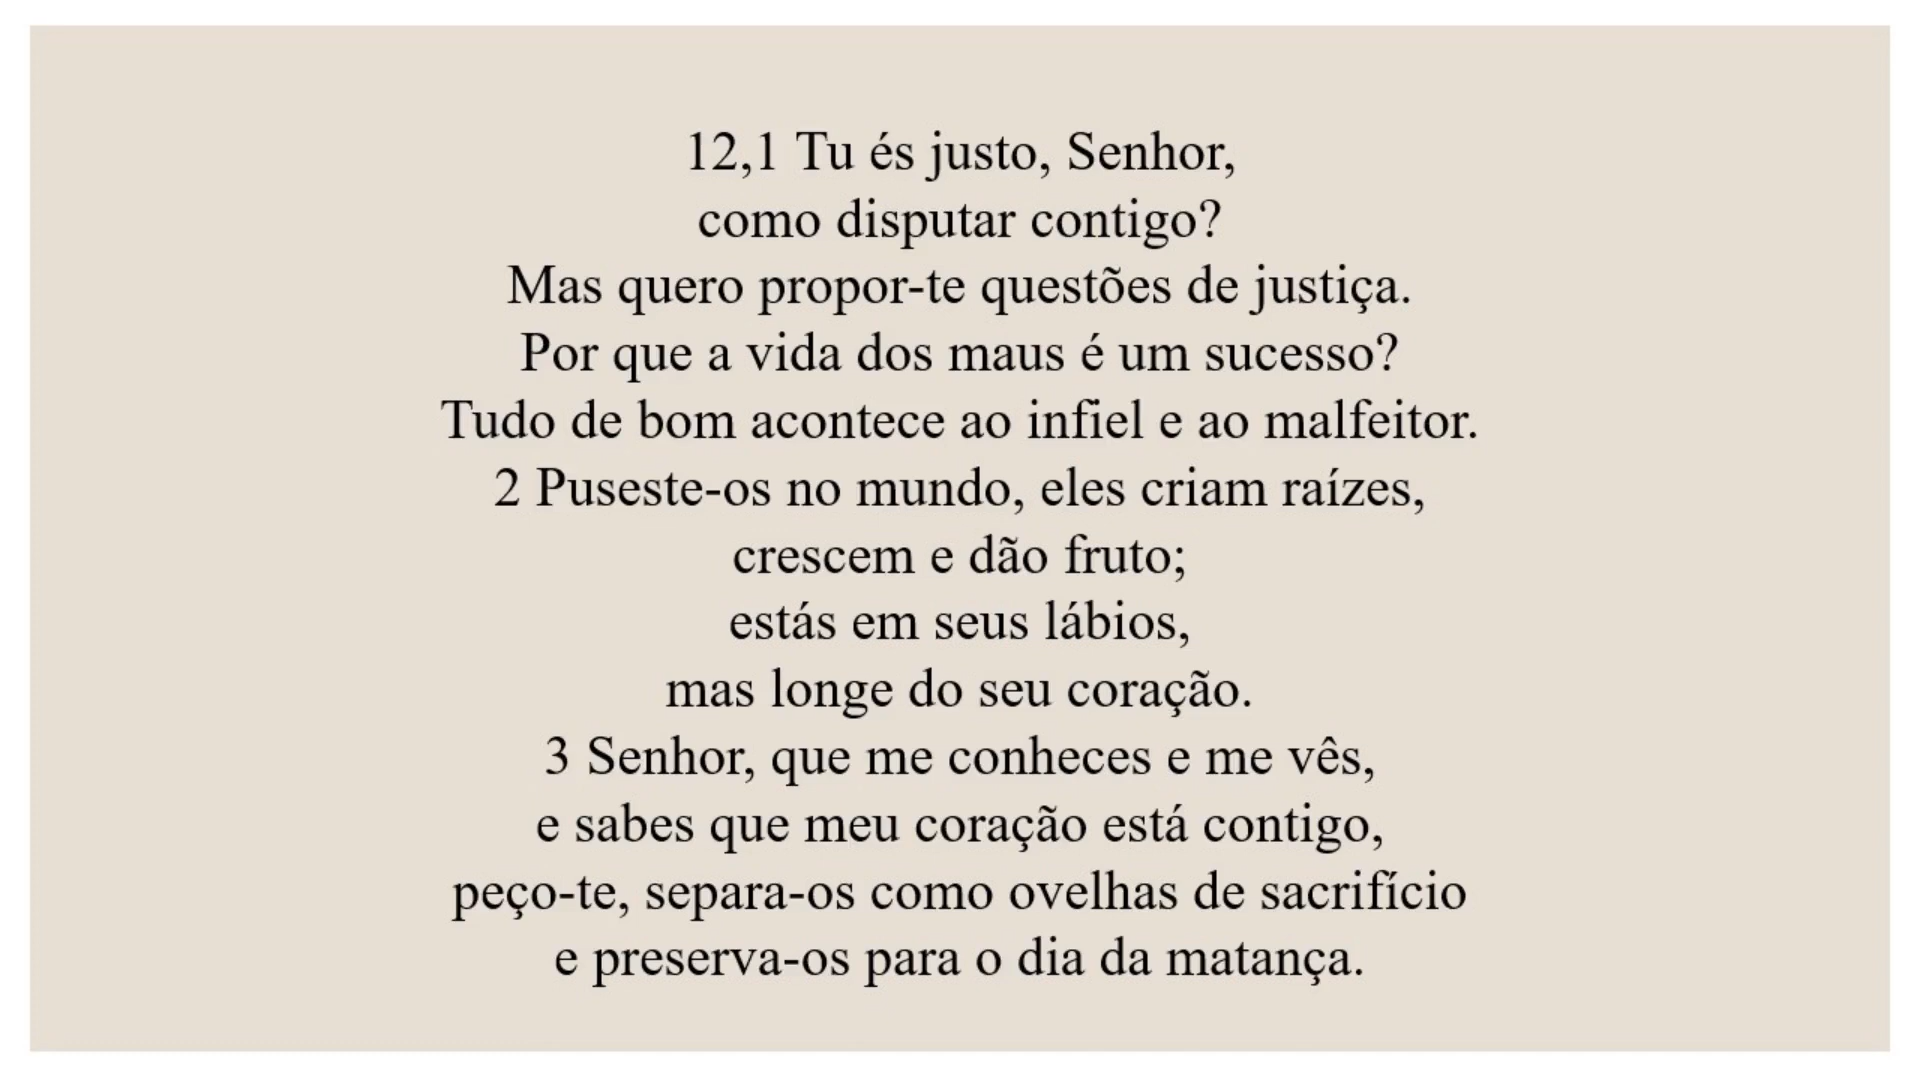 12,1 Tu és justo, Senhor,
como disputar contigo?
Mas quero propor-te questões de justiça.
Por que a vida dos maus é um sucesso?
Tudo de bom acontece ao infiel e ao malfeitor.
2 Puseste-os no mundo, eles criam raízes,
crescem e dão fruto;
estás em seus lábios,
mas longe do seu coração.
3 Senhor, que me conheces e me vês,
e sabes que meu coração está contigo,
peço-te, separa-os como ovelhas de sacrifício
e preserva-os para o dia da matança.